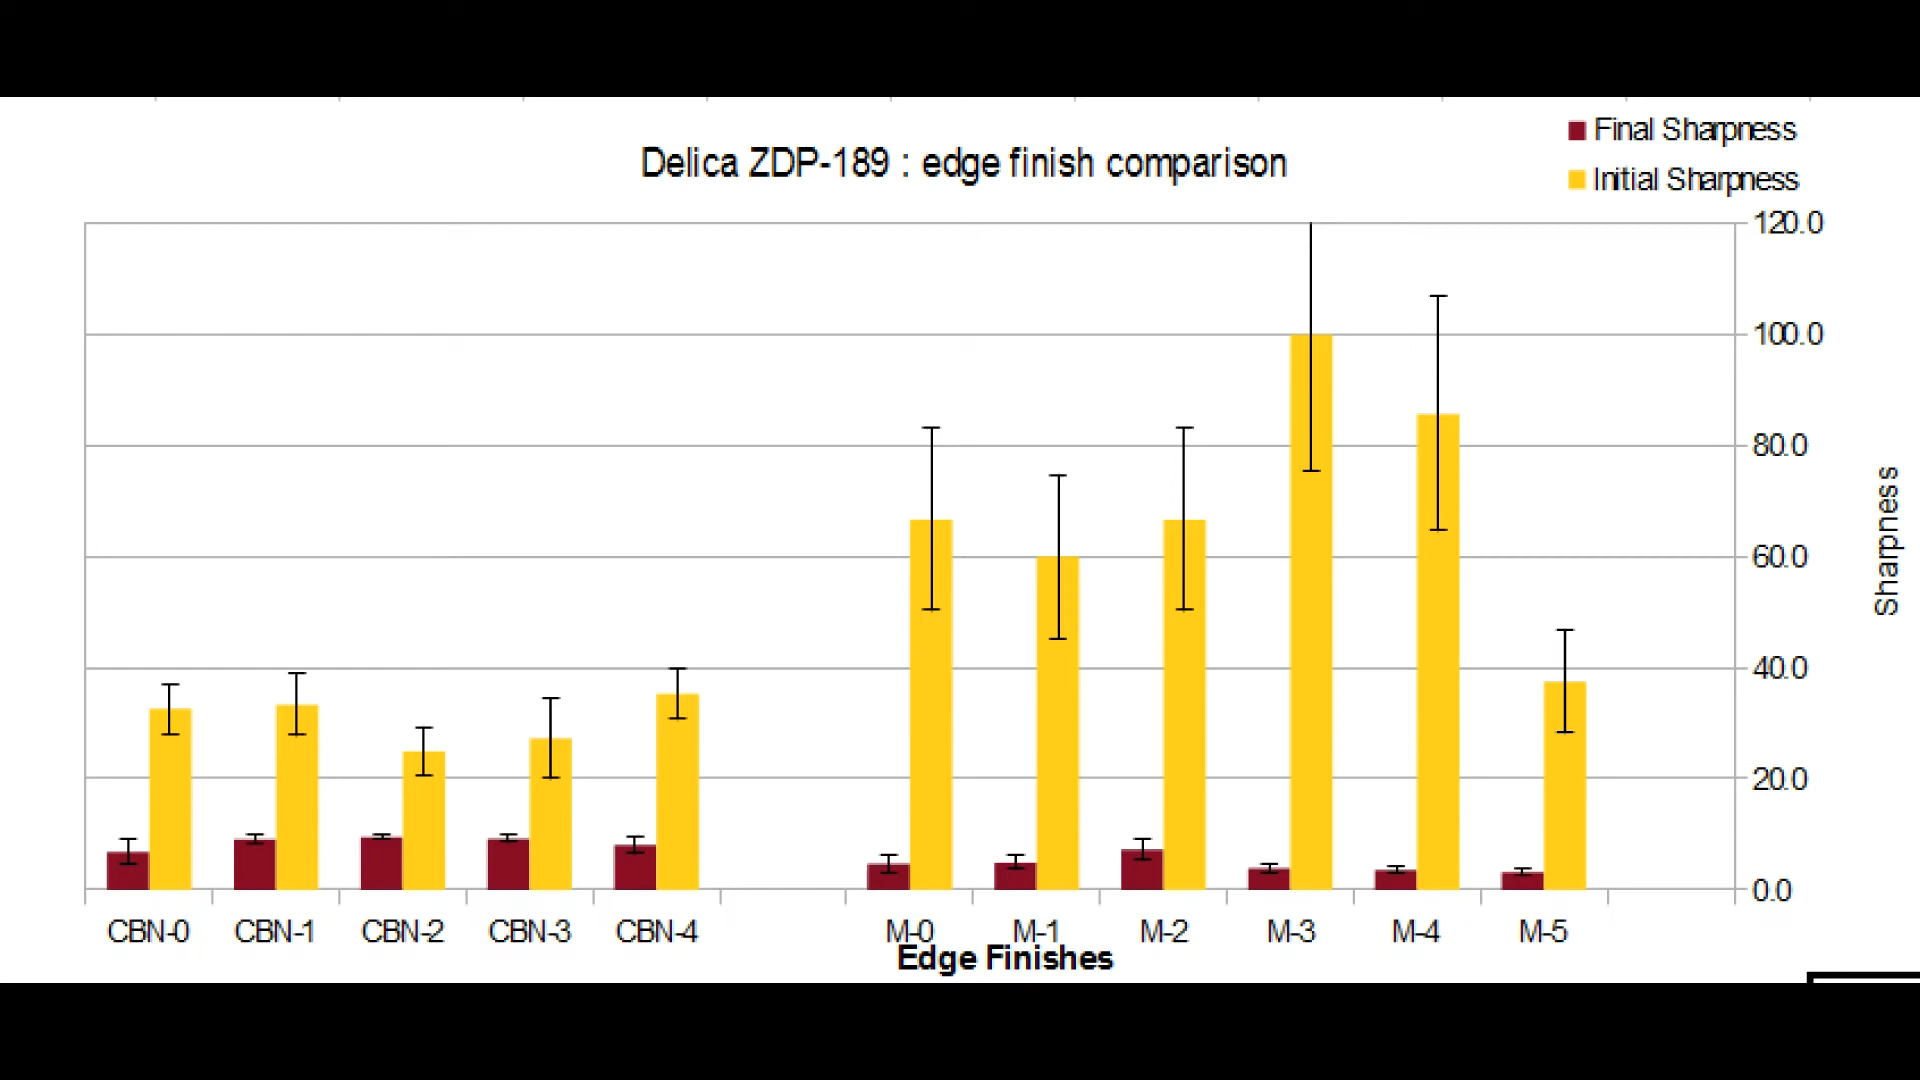 Delica ZDP-189 : edge finish comparison
Final Sharpness
Initial Sharpness
120.0
100.0
80.0
60.0
40.0
20.0
0.0
Sharpness
CBN-0 CBN-1 CBN-2 CBN-3 CBN-4 M-0 M-1 M-2 M-3 M-4 M-5
Edge Finishes